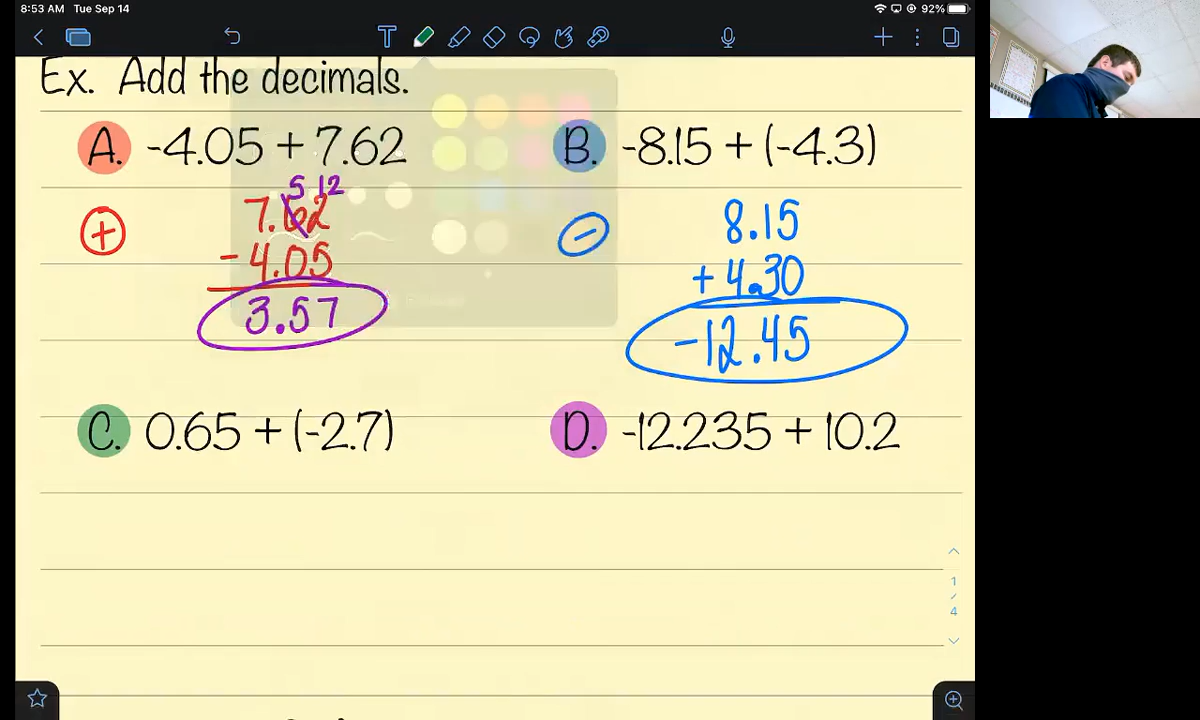 8:53 AM Tue Sep 14
92%
Ex. Add the decimals.
A. -4.05 + 7.62
B. -8.15 + (-4.3)
5 12
+
7.62
- 4.05
3.57
-
8.15
+ 4.30
-12.45
C. 0.65 + (-2.7)
D. -12.235 + 10.2
1
/
4